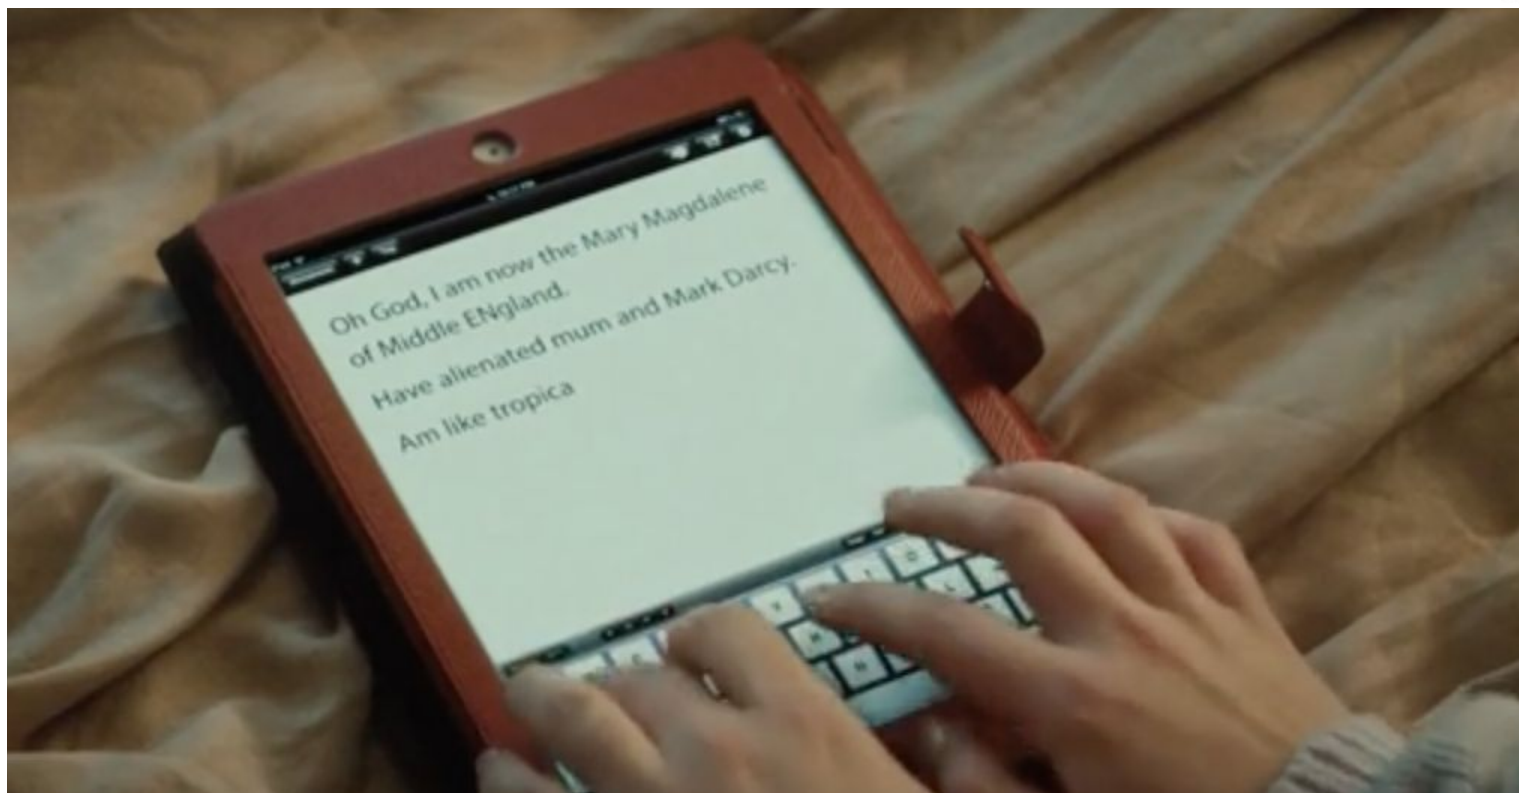 Oh God, I am now the Mary Magdalene
of Middle ENgland.
Have alienated mum and Mark Darcy.
Am like tropica